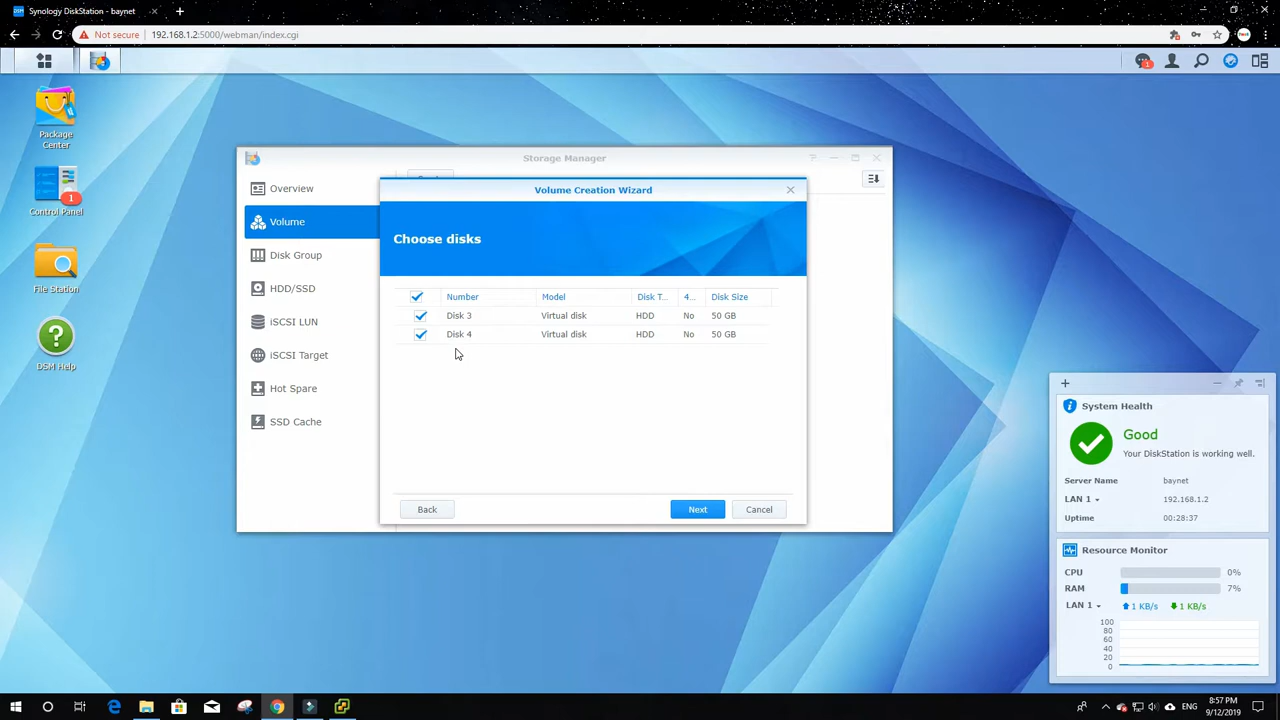 Synology DiskStation - baynet
Not secure
192.168.1.2:5000/webman/index.cgi
1
Package
Center
1
Control Panel
File Station
DSM Help
Storage Manager
Overview
Volume
Disk Group
HDD/SSD
iSCSI LUN
iSCSI Target
Hot Spare
SSD Cache
Volume Creation Wizard
Choose disks
Number Model Disk T... 4... Disk Size
Disk 3 Virtual disk HDD No 50 GB
Disk 4 Virtual disk HDD No 50 GB
Back Next Cancel
System Health
Good
Your DiskStation is working well.
Server Name baynet
LAN 1 192.168.1.2
Uptime 00:28:37
Resource Monitor
CPU 0%
RAM 7%
LAN 1 1 KB/s 1 KB/s
100
80
60
40
20
0
8:57 PM
9/12/2019